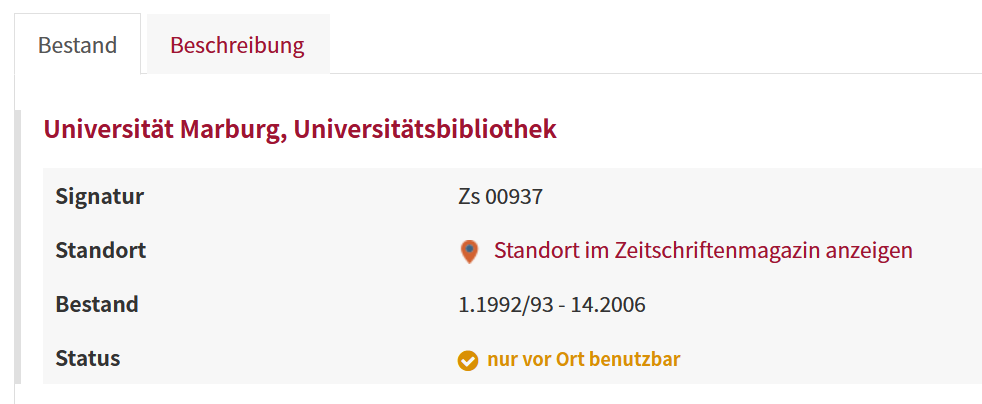 Bestand Beschreibung
Universität Marburg, Universitätsbibliothek
Signatur Zs 00937
Standort Standort im Zeitschriftenmagazin anzeigen
Bestand 1.1992/93 - 14.2006
Status nur vor Ort benutzbar